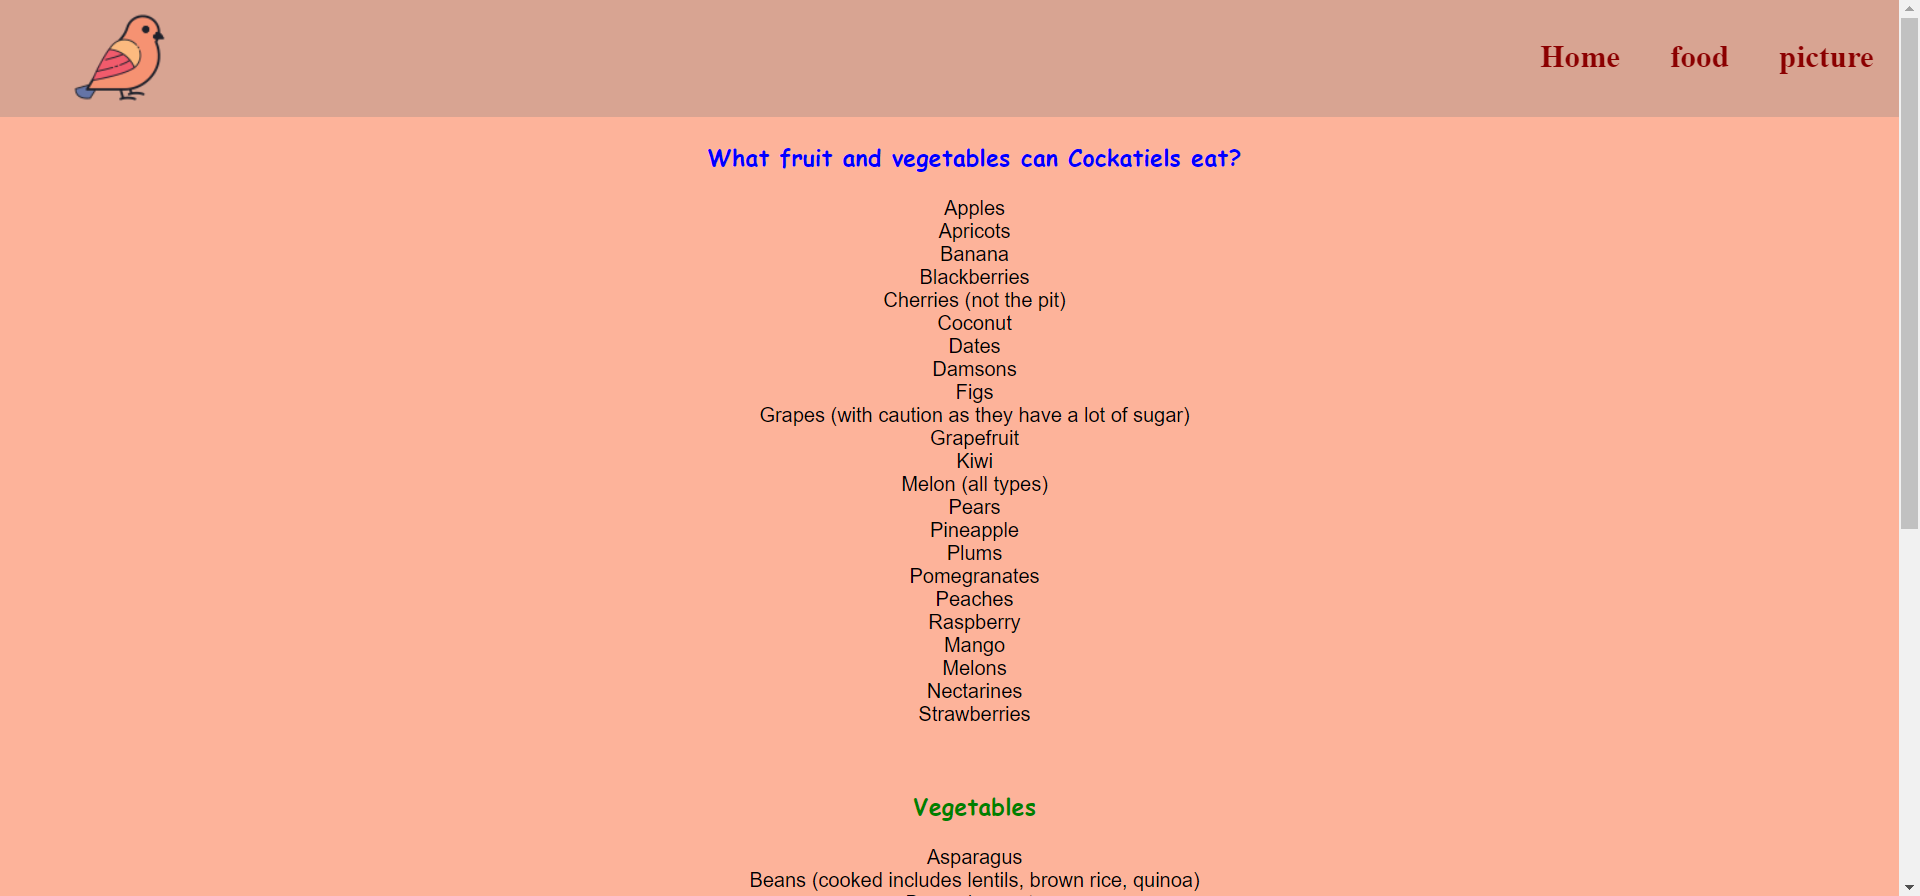 Home food picture
What fruit and vegetables can Cockatiels eat?
Apples
Apricots
Banana
Blackberries
Cherries (not the pit)
Coconut
Dates
Damsons
Figs
Grapes (with caution as they have a lot of sugar)
Grapefruit
Kiwi
Melon (all types)
Pears
Pineapple
Plums
Pomegranates
Peaches
Raspberry
Mango
Melons
Nectarines
Strawberries
Vegetables
Asparagus
Beans (cooked includes lentils, brown rice, quinoa)